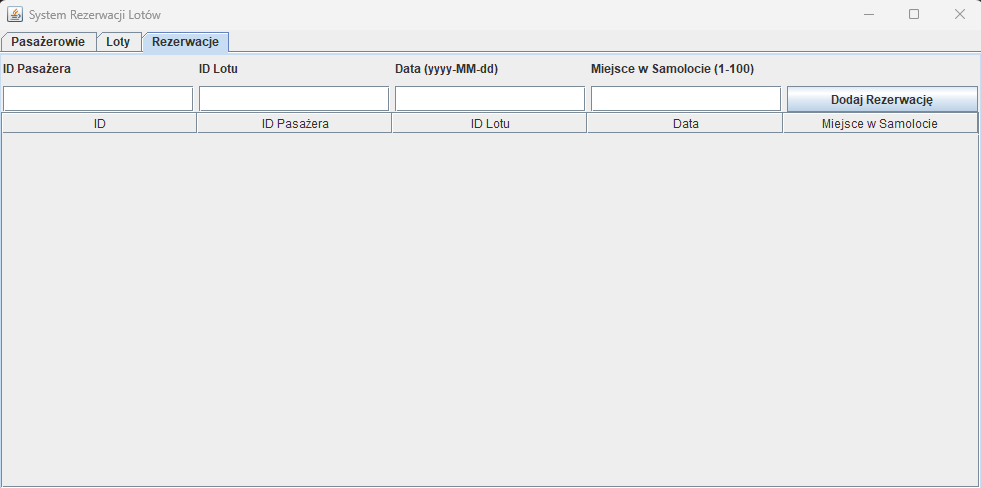 System Rezerwacji Lotów
Pasażerowie Loty Rezerwacje
ID Pasażera ID Lotu Data (yyyy-MM-dd) Miejsce w Samolocie (1-100)
Dodaj Rezerwację
ID ID Pasażera ID Lotu Data Miejsce w Samolocie